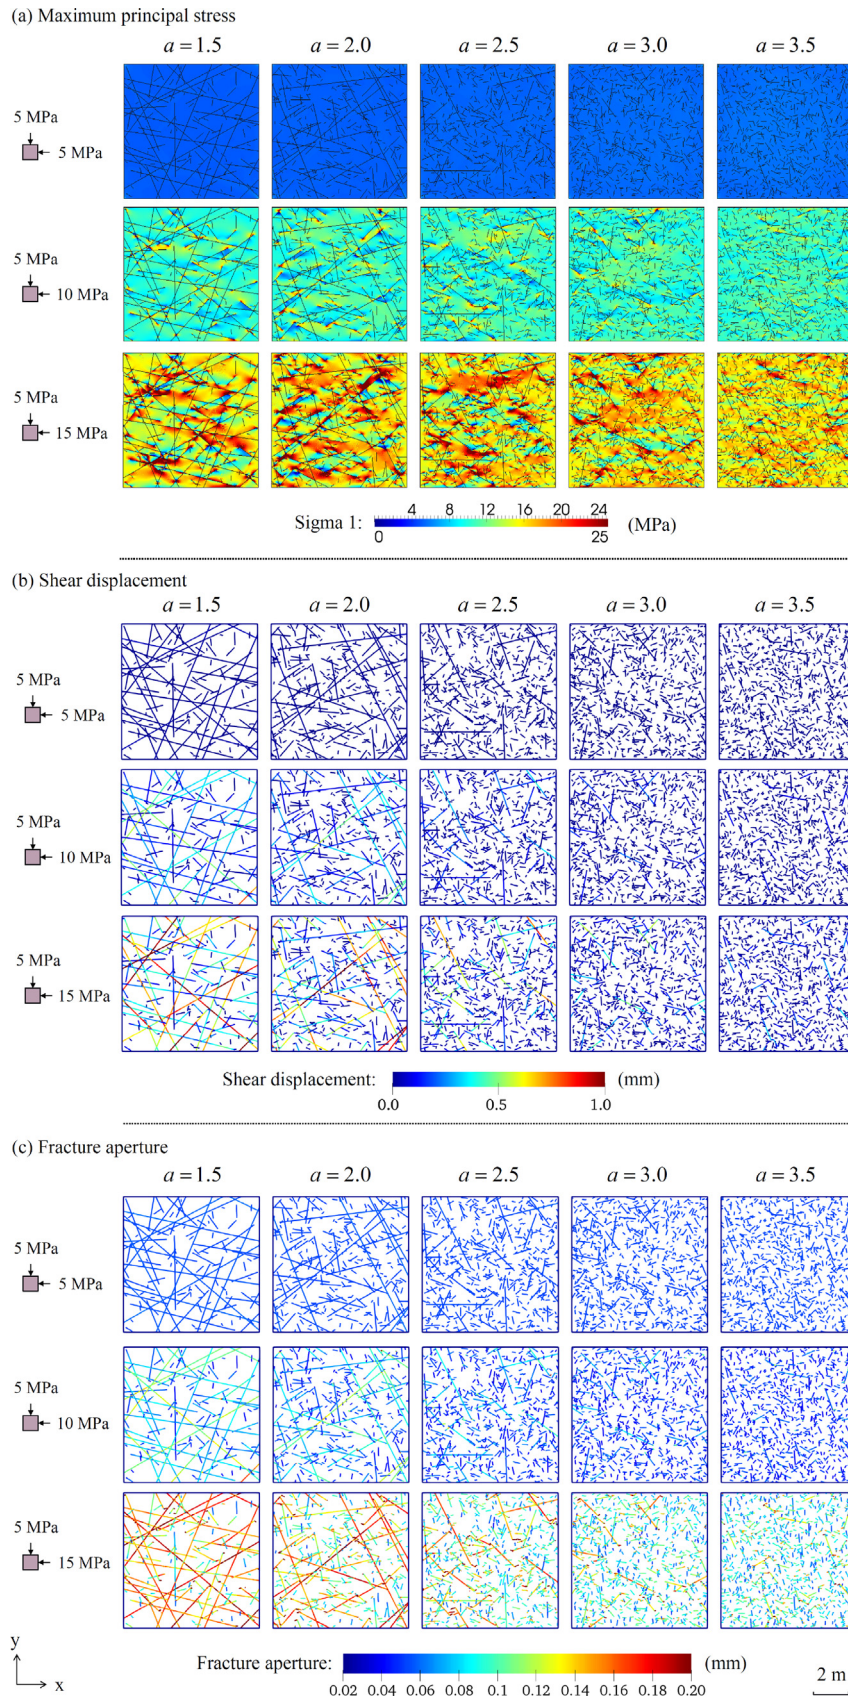 (a) Maximum principal stress
a = 1.5 a = 2.0 a = 2.5 a = 3.0 a = 3.5
5 MPa
5 MPa
5 MPa
10 MPa
5 MPa
15 MPa
4 8 12 16 20 24
Sigma 1: (MPa)
0 25
(b) Shear displacement
a = 1.5 a = 2.0 a = 2.5 a = 3.0 a = 3.5
5 MPa
5 MPa
5 MPa
10 MPa
5 MPa
15 MPa
Shear displacement: (mm)
0.0 0.5 1.0
(c) Fracture aperture
a = 1.5 a = 2.0 a = 2.5 a = 3.0 a = 3.5
5 MPa
5 MPa
5 MPa
10 MPa
5 MPa
15 MPa
y
x
Fracture aperture: (mm)
0.02 0.04 0.06 0.08 0.1 0.12 0.14 0.16 0.18 0.20
2 m